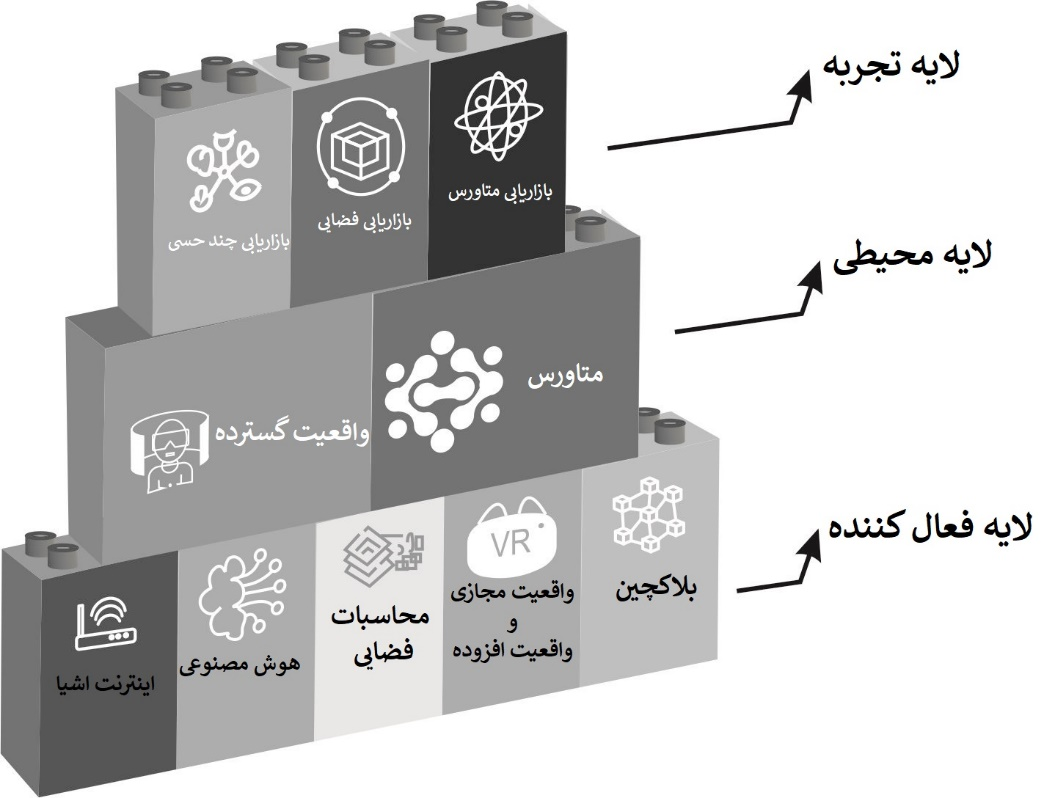 لایه تجربه
بازاریابی متاورس
بازاریابی فضایی
بازاریابی چند حسی
لایه محیطی
متاورس
واقعیت گسترده
لایه فعال کننده
بلاکچین
VR
واقعیت مجازی
و
واقعیت افزوده
محاسبات
فضایی
هوش مصنوعی
اینترنت اشیا